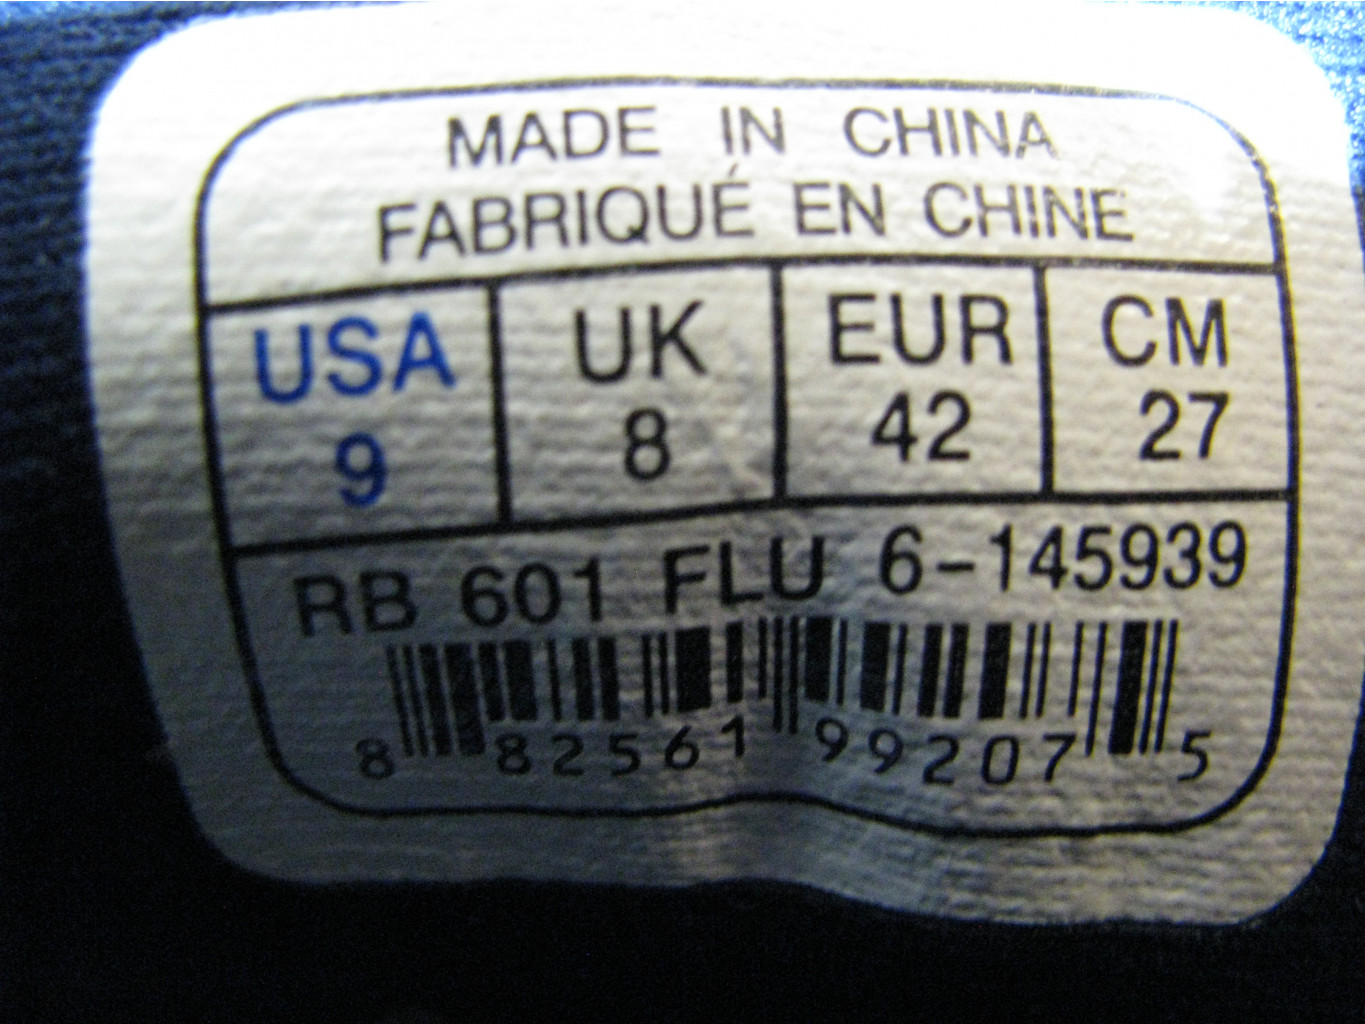 MADE IN CHINA
FABRIQUÉ EN CHINE
USA UK EUR CM
9 8 42 27
RB 601 FLU 6-145939
8 82561 99207 5